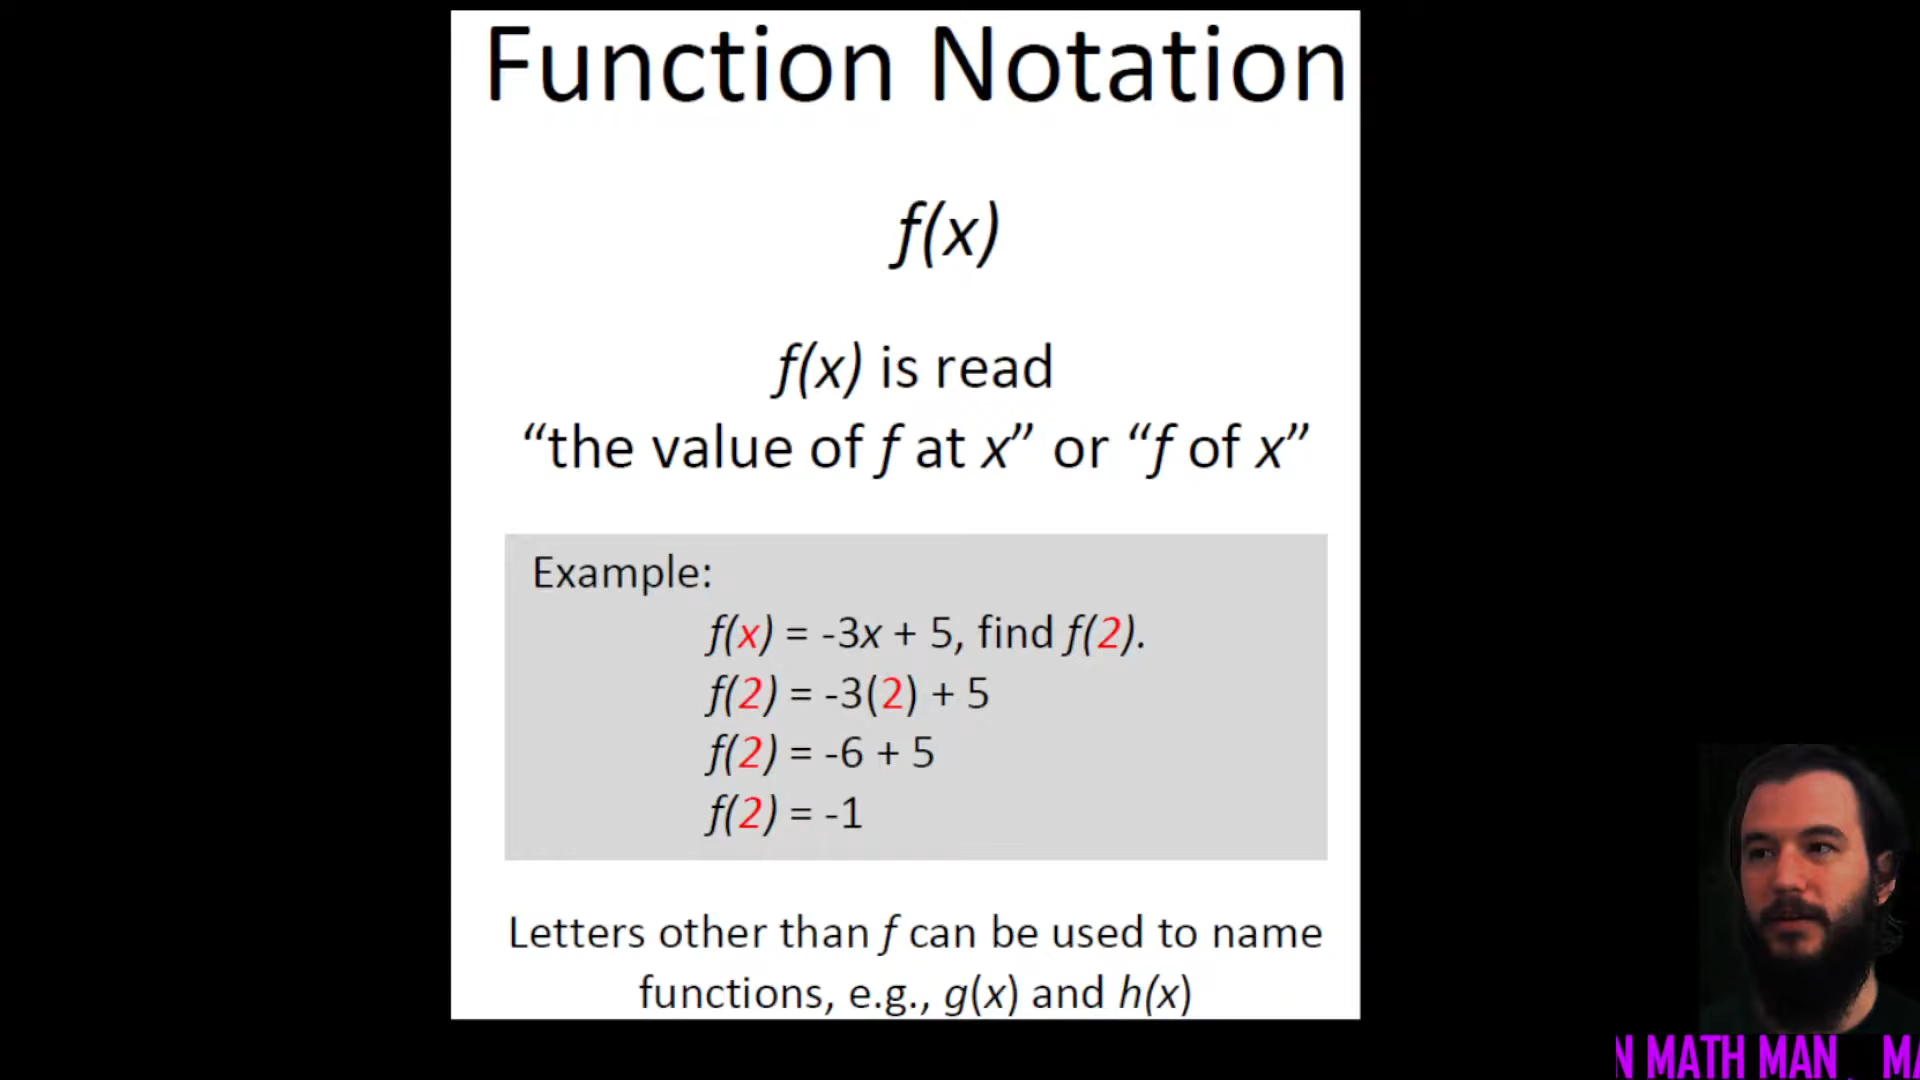 Function Notation
f(x)
f(x) is read
“the value of f at x” or “f of x”
Example:
f(x) = -3x + 5, find f(2).
f(2) = -3(2) + 5
f(2) = -6 + 5
f(2) = -1
Letters other than f can be used to name
functions, e.g., g(x) and h(x)
N MATH MAN MA